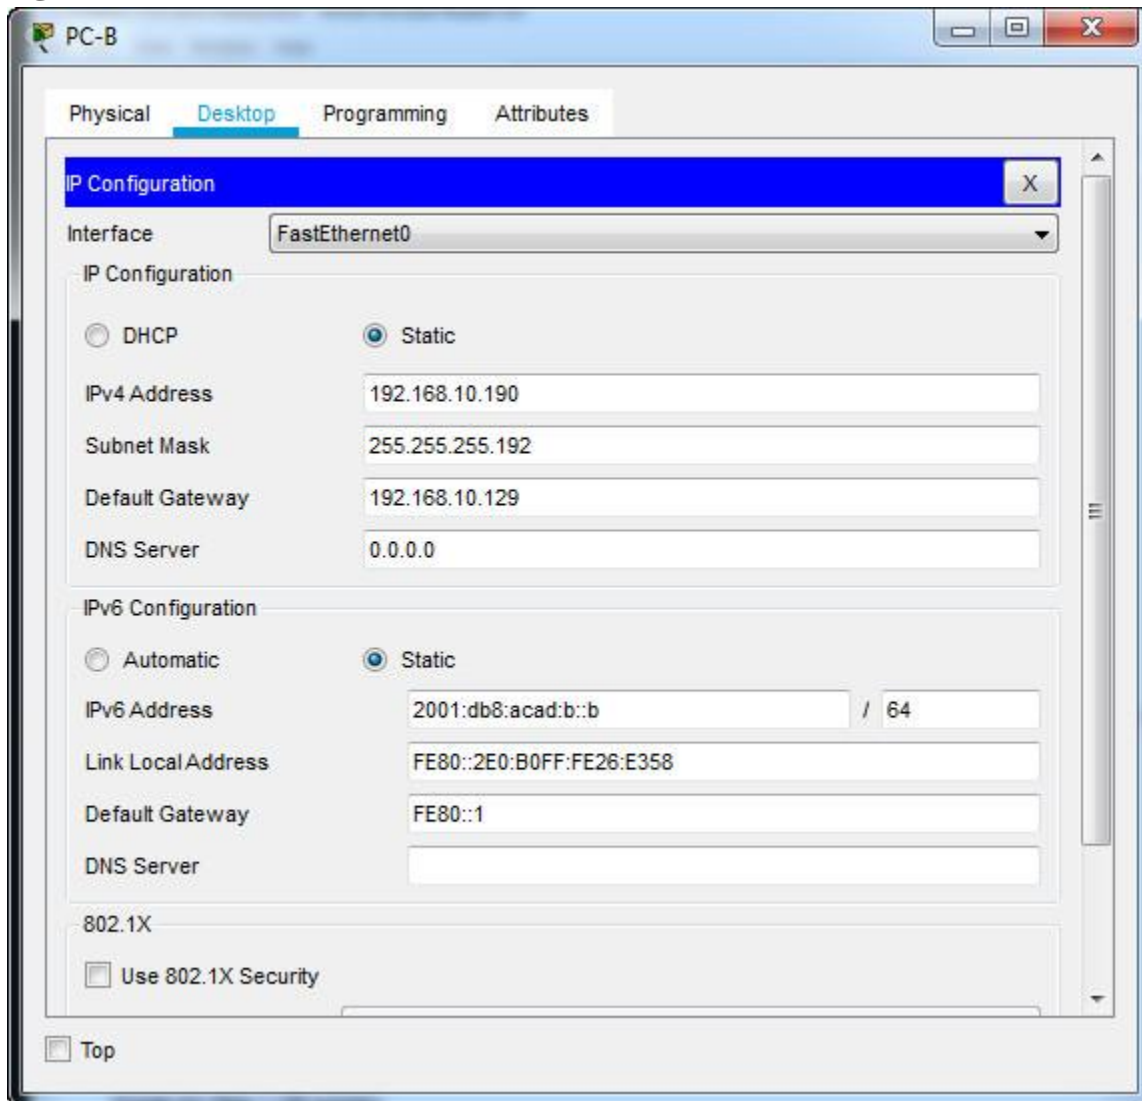 PC-B
X
Physical Desktop Programming Attributes
IP Configuration X
Interface FastEthernet0
IP Configuration
DHCP Static
IPv4 Address 192.168.10.190
Subnet Mask 255.255.255.192
Default Gateway 192.168.10.129
DNS Server 0.0.0.0
IPv6 Configuration
Automatic Static
IPv6 Address 2001:db8:acad:b::b / 64
Link Local Address FE80::2E0:B0FF:FE26:E358
Default Gateway FE80::1
DNS Server
802.1X
Use 802.1X Security
Top